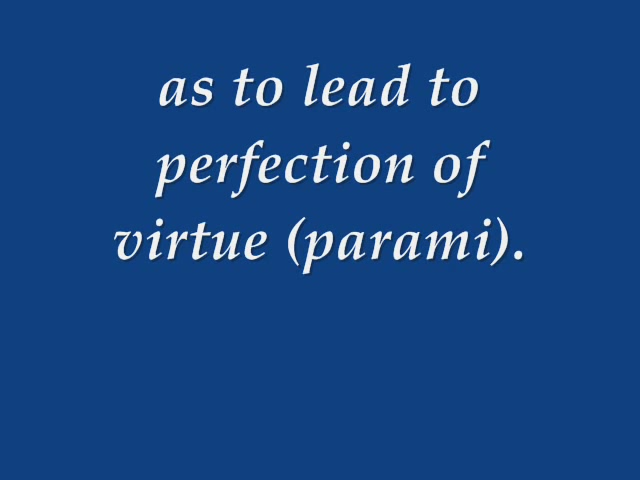 as to lead to
perfection of
virtue (parami).